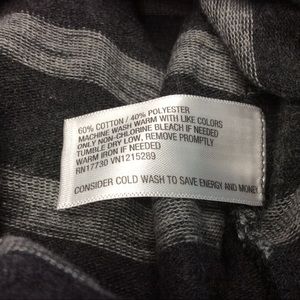 60% COTTON / 40% POLYESTER
MACHINE WASH WARM WITH LIKE COLORS
ONLY NON-CHLORINE BLEACH IF NEEDED
TUMBLE DRY LOW, REMOVE PROMPTLY
WARM IRON IF NEEDED
RN17730 VN1215289
CONSIDER COLD WASH TO SAVE ENERGY AND MONEY